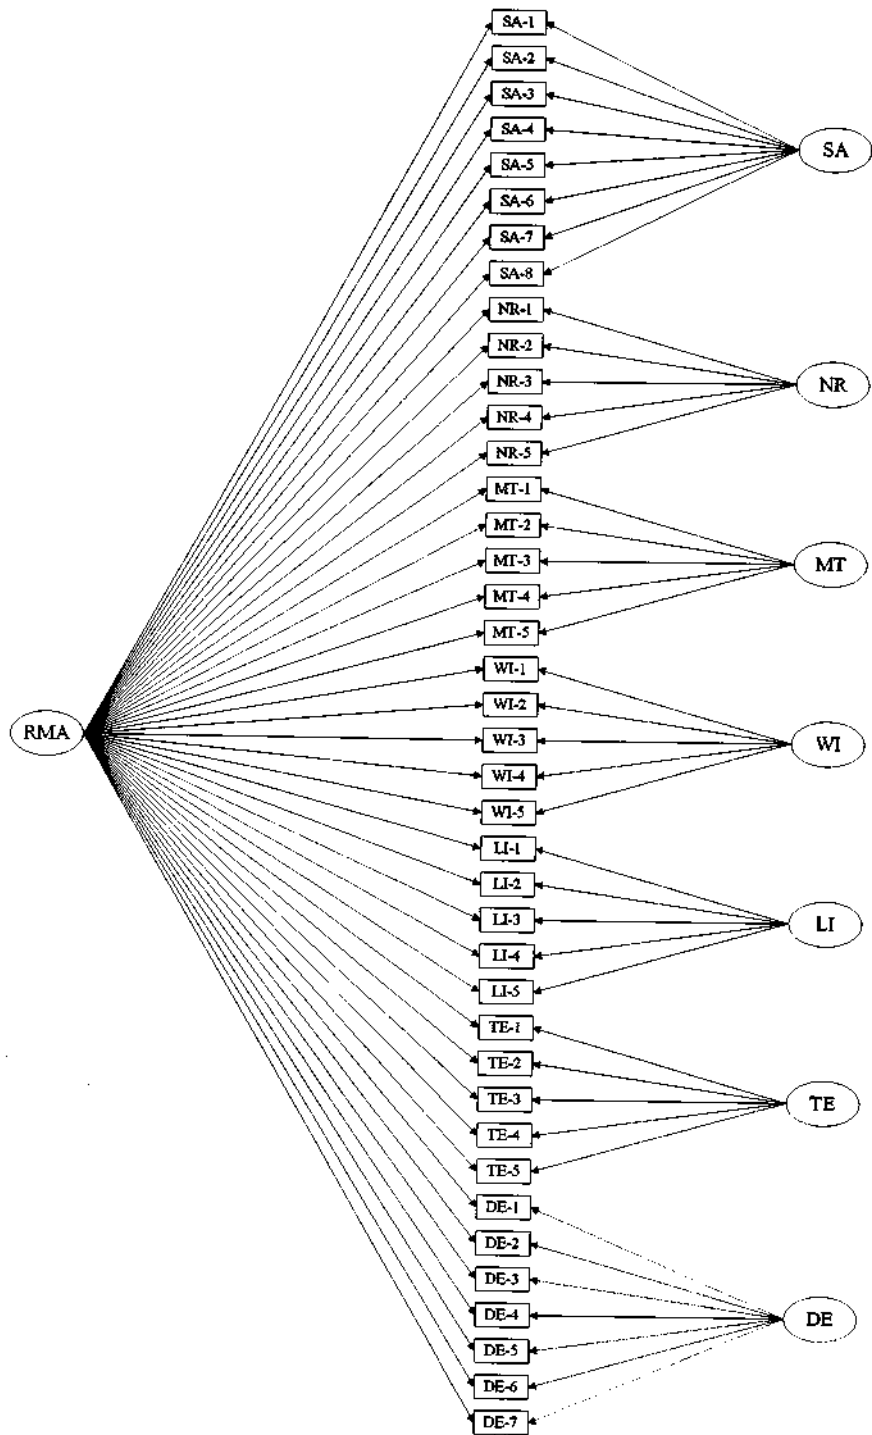 SA-1
SA-2
SA-3
SA-4
SA-5
SA-6
SA-7
SA-8
SA
NR-1
NR-2
NR-3
NR-4
NR-5
NR
MT-1
MT-2
MT-3
MT-4
MT-5
MT
WI-1
WI-2
WI-3
WI-4
WI-5
WI
RMA
LI-1
LI-2
LI-3
LI-4
LI-5
LI
TE-1
TE-2
TE-3
TE-4
TE-5
TE
DE-1
DE-2
DE-3
DE-4
DE-5
DE-6
DE-7
DE